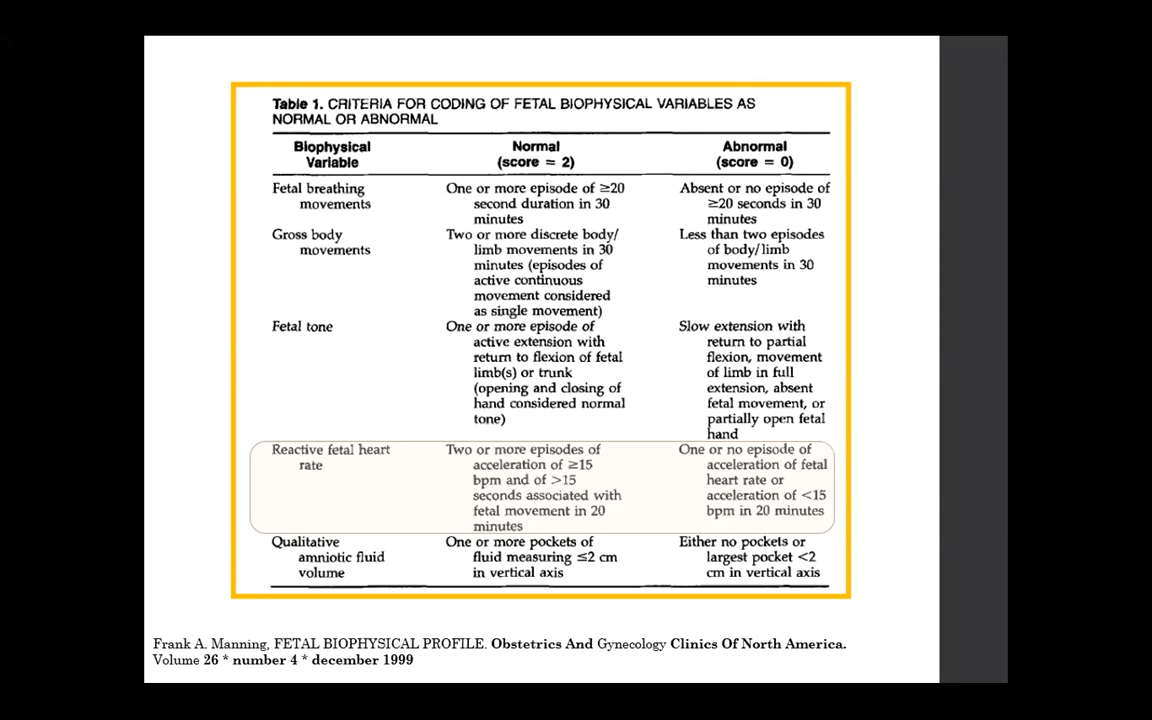 Table 1. CRITERIA FOR CODING OF FETAL BIOPHYSICAL VARIABLES AS
NORMAL OR ABNORMAL
Biophysical Variable
Normal (score = 2)
Abnormal (score = 0)
Fetal breathing
movements
One or more episode of ≥20
second duration in 30
minutes
Absent or no episode of
≥20 seconds in 30
minutes
Gross body
movements
Two or more discrete body/
limb movements in 30
minutes (episodes of
active continuous
movement considered
as single movement)
Less than two episodes
of body/limb
movements in 30
minutes
Fetal tone
One or more episode of
active extension with
return to flexion of fetal
limb(s) or trunk
(opening and closing of
hand considered normal
tone)
Slow extension with
return to partial
flexion, movement
of limb in full
extension, absent
fetal movement, or
partially open fetal
hand
Reactive fetal heart
rate
Two or more episodes of
acceleration of ≥15
bpm and of >15
seconds associated with
fetal movement in 20
minutes
One or no episode of
acceleration of fetal
heart rate or
acceleration of <15
bpm in 20 minutes
Qualitative
amniotic fluid
volume
One or more pockets of
fluid measuring ≤2 cm
in vertical axis
Either no pockets or
largest pocket <2
cm in vertical axis
Frank A. Manning, FETAL BIOPHYSICAL PROFILE. Obstetrics And Gynecology Clinics Of North America.
Volume 26 * number 4 * december 1999